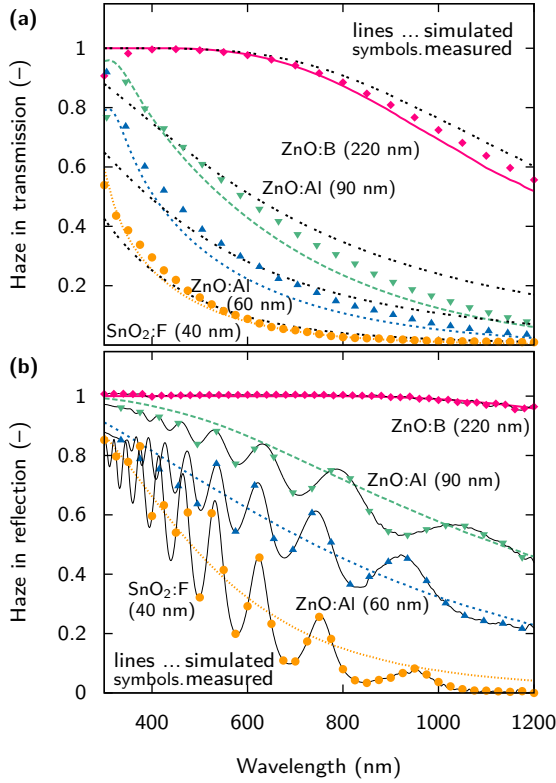 (a)
Haze in transmission (−)
1
0.8
0.6
0.4
0.2
lines ... simulated
symbols.measured
ZnO:B (220 nm)
ZnO:Al (90 nm)
ZnO:Al
(60 nm)
SnO2:F (40 nm)
(b)
Haze in reflection (−)
1
0.8
0.6
0.4
0.2
0
ZnO:B (220 nm)
ZnO:Al (90 nm)
SnO2:F
(40 nm)
ZnO:Al (60 nm)
lines ... simulated
symbols.measured
400 600 800 1000 1200
Wavelength (nm)